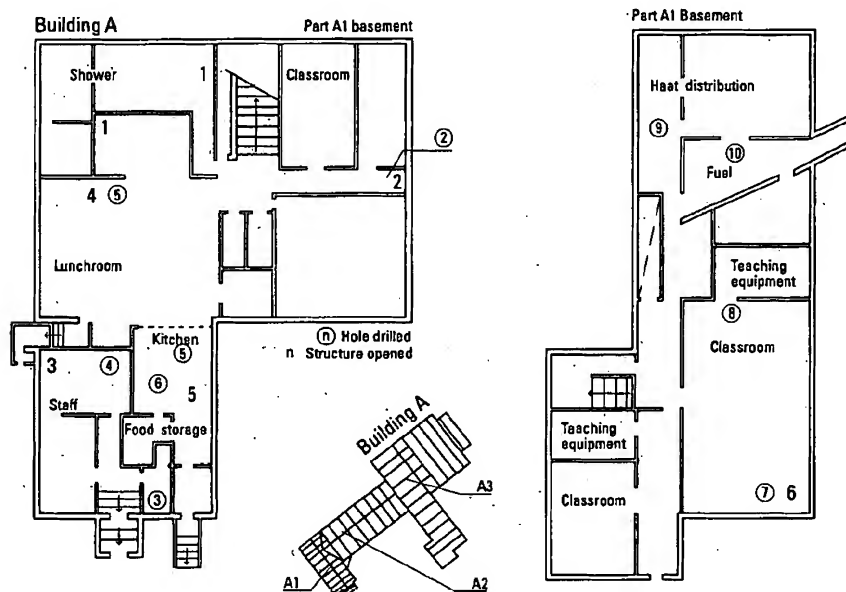 Building A
Part A1 basement
Shower
1
Classroom
1
②
2
4 ⑤
Lunchroom
Kitchen
⑤
ⓝ Hole drilled
n Structure opened
3
④
⑥
5
Staff
Food storage
③
Building A
A3
A1
A2
Part A1 Basement
Haat distribution
⑨
⑩
Fuel
Teaching
equipment
⑧
Classroom
Teaching
equipment
Classroom
⑦ 6